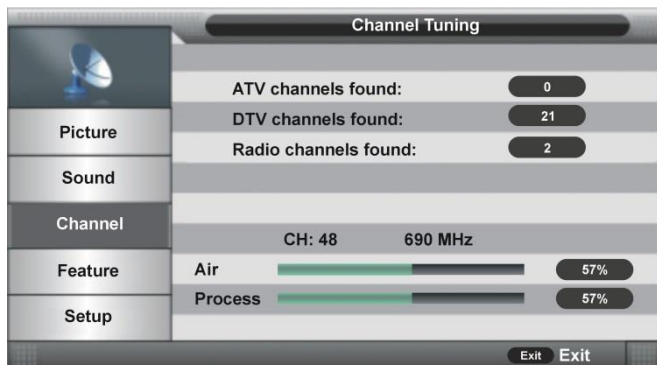 Channel Tuning
ATV channels found: 0
DTV channels found: 21
Radio channels found: 2
Picture
Sound
Channel
Feature
Setup
CH: 48 690 MHz
Air 57%
Process 57%
Exit Exit